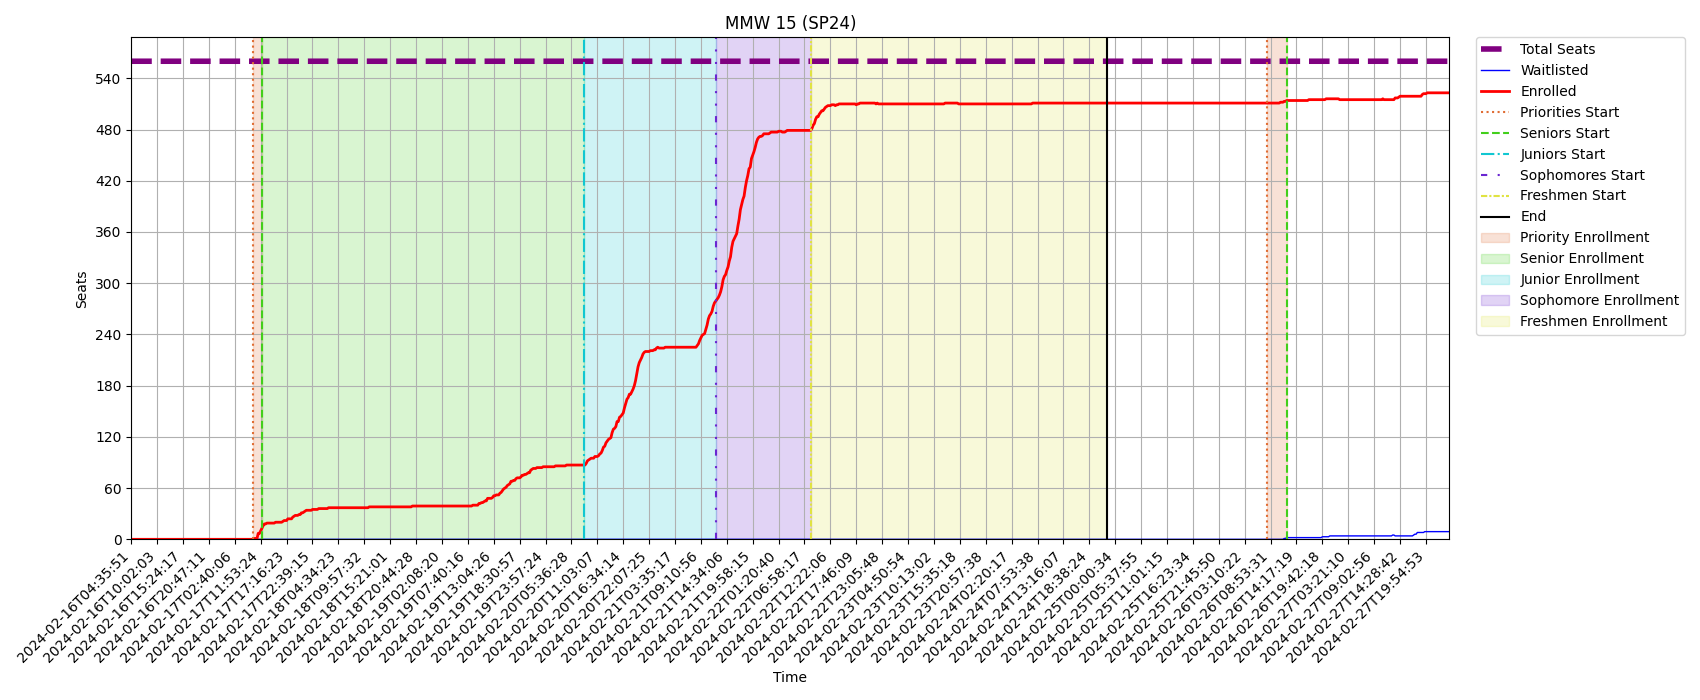 MMW 15 (SP24)
Seats
540
480
420
360
300
240
180
120
60
0
2024-02-16T04:35:51
2024-02-16T10:02:03
2024-02-16T15:24:17
2024-02-16T20:47:11
2024-02-17T02:40:06
2024-02-17T11:53:24
2024-02-17T17:16:23
2024-02-17T22:39:15
2024-02-18T04:34:23
2024-02-18T09:57:32
2024-02-18T15:21:01
2024-02-18T20:44:28
2024-02-19T02:08:20
2024-02-19T07:40:16
2024-02-19T13:04:26
2024-02-19T18:30:57
2024-02-19T23:57:24
2024-02-20T05:36:28
2024-02-20T11:03:07
2024-02-20T16:34:14
2024-02-20T22:07:25
2024-02-21T03:35:17
2024-02-21T09:10:56
2024-02-21T14:34:06
2024-02-21T19:58:15
2024-02-22T01:20:40
2024-02-22T06:58:17
2024-02-22T12:22:06
2024-02-22T17:46:09
2024-02-22T23:05:48
2024-02-23T04:50:54
2024-02-23T10:13:02
2024-02-23T15:35:18
2024-02-23T20:57:38
2024-02-24T02:20:17
2024-02-24T07:53:38
2024-02-24T13:16:07
2024-02-24T18:38:24
2024-02-25T00:00:34
2024-02-25T05:37:55
2024-02-25T11:01:15
2024-02-25T16:23:34
2024-02-25T21:45:50
2024-02-26T03:10:22
2024-02-26T08:53:31
2024-02-26T14:17:19
2024-02-26T19:42:18
2024-02-27T03:21:10
2024-02-27T09:02:56
2024-02-27T14:28:42
2024-02-27T19:54:53
Time
Total Seats
Waitlisted
Enrolled
Priorities Start
Seniors Start
Juniors Start
Sophomores Start
Freshmen Start
End
Priority Enrollment
Senior Enrollment
Junior Enrollment
Sophomore Enrollment
Freshmen Enrollment